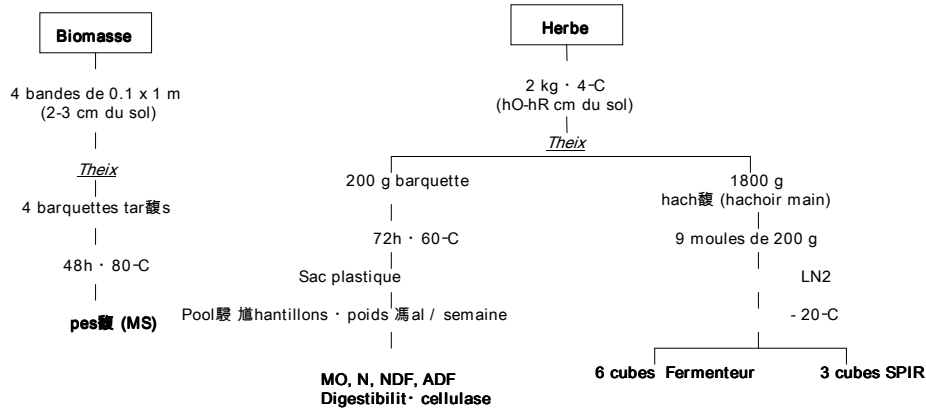 Biomasse
4 bandes de 0.1 x 1 m
(2-3 cm du sol)
Theix
4 barquettes tar馥s
48h · 80-C
pes馥 (MS)
Herbe
2 kg · 4-C
(hO-hR cm du sol)
Theix
200 g barquette
72h · 60-C
Sac plastique
Pool駸 馗hantillons · poids 馮al / semaine
MO, N, NDF, ADF
Digestibilit· cellulase
1800 g
hach馥 (hachoir main)
9 moules de 200 g
LN2
- 20-C
6 cubes Fermenteur
3 cubes SPIR